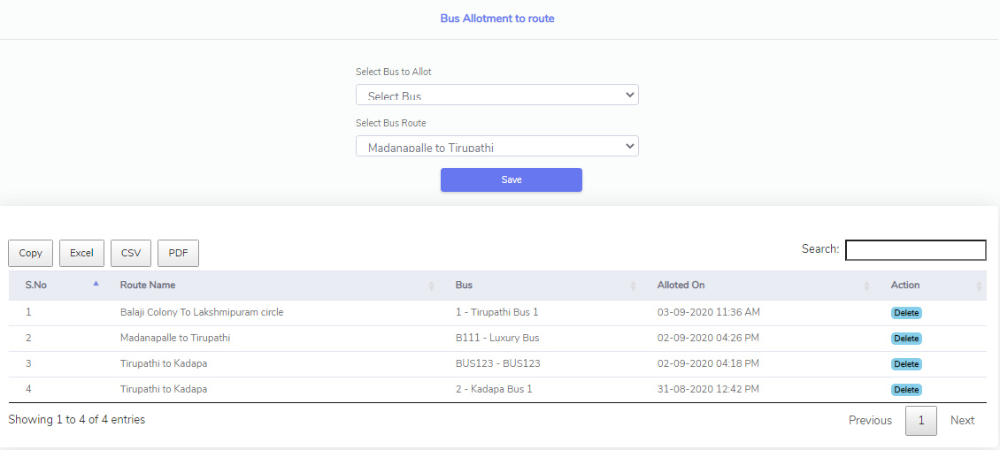 Bus Allotment to route
Select Bus to Allot
Select Bus
Select Bus Route
Madanapalle to Tirupathi
Save
Copy Excel CSV PDF Search:
S.No Route Name Bus Alloted On Action
1 Balaji Colony To Lakshmipuram circle 1 - Tirupathi Bus 1 03-09-2020 11:36 AM Delete
2 Madanapalle to Tirupathi B111 - Luxury Bus 02-09-2020 04:26 PM Delete
3 Tirupathi to Kadapa BUS123 - BUS123 02-09-2020 04:18 PM Delete
4 Tirupathi to Kadapa 2 - Kadapa Bus 1 31-08-2020 12:42 PM Delete
Showing 1 to 4 of 4 entries Previous 1 Next